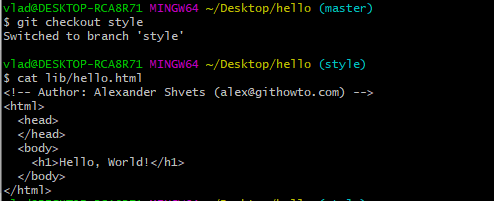 vlad@DESKTOP-RCA8R71 MINGW64 ~/Desktop/hello (master)
$ git checkout style
Switched to branch 'style'

vlad@DESKTOP-RCA8R71 MINGW64 ~/Desktop/hello (style)
$ cat lib/hello.html
<!-- Author: Alexander Shvets (alex@githowto.com) -->
<html>
  <head>
  </head>
  <body>
    <h1>Hello, World!</h1>
  </body>
</html>